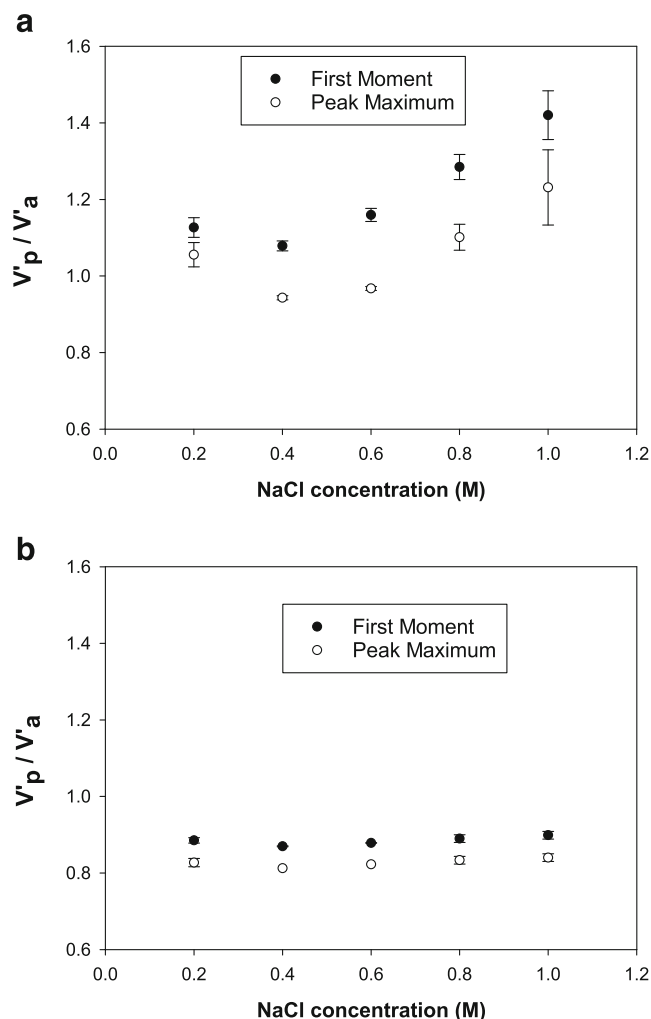 a
1.6
1.4
1.2
1.0
0.8
0.6
V'p / V'a
First Moment
Peak Maximum
0.0 0.2 0.4 0.6 0.8 1.0 1.2
NaCl concentration (M)
b
1.6
1.4
1.2
1.0
0.8
0.6
V'p / V'a
First Moment
Peak Maximum
0.0 0.2 0.4 0.6 0.8 1.0 1.2
NaCl concentration (M)